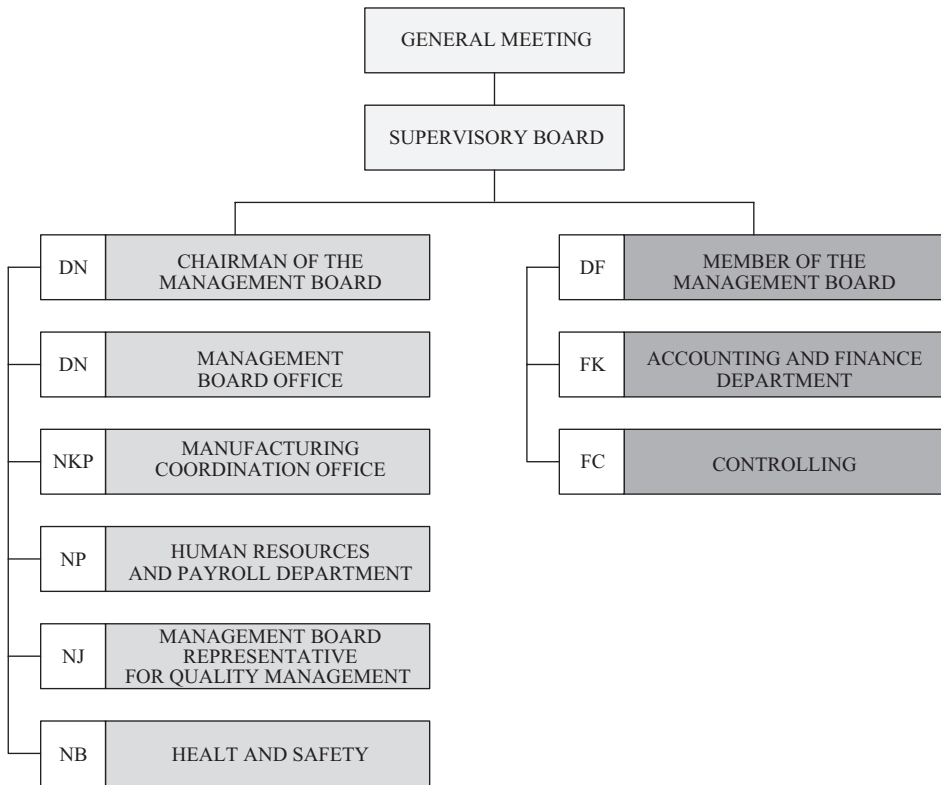 GENERAL MEETING
SUPERVISORY BOARD
DN
CHAIRMAN OF THE
MANAGEMENT BOARD
DN
MANAGEMENT
BOARD OFFICE
NKP
MANUFACTURING
COORDINATION OFFICE
NP
HUMAN RESOURCES
AND PAYROLL DEPARTMENT
NJ
MANAGEMENT BOARD
REPRESENTATIVE
FOR QUALITY MANAGEMENT
NB
HEALT AND SAFETY
DF
MEMBER OF THE
MANAGEMENT BOARD
FK
ACCOUNTING AND FINANCE
DEPARTMENT
FC
CONTROLLING